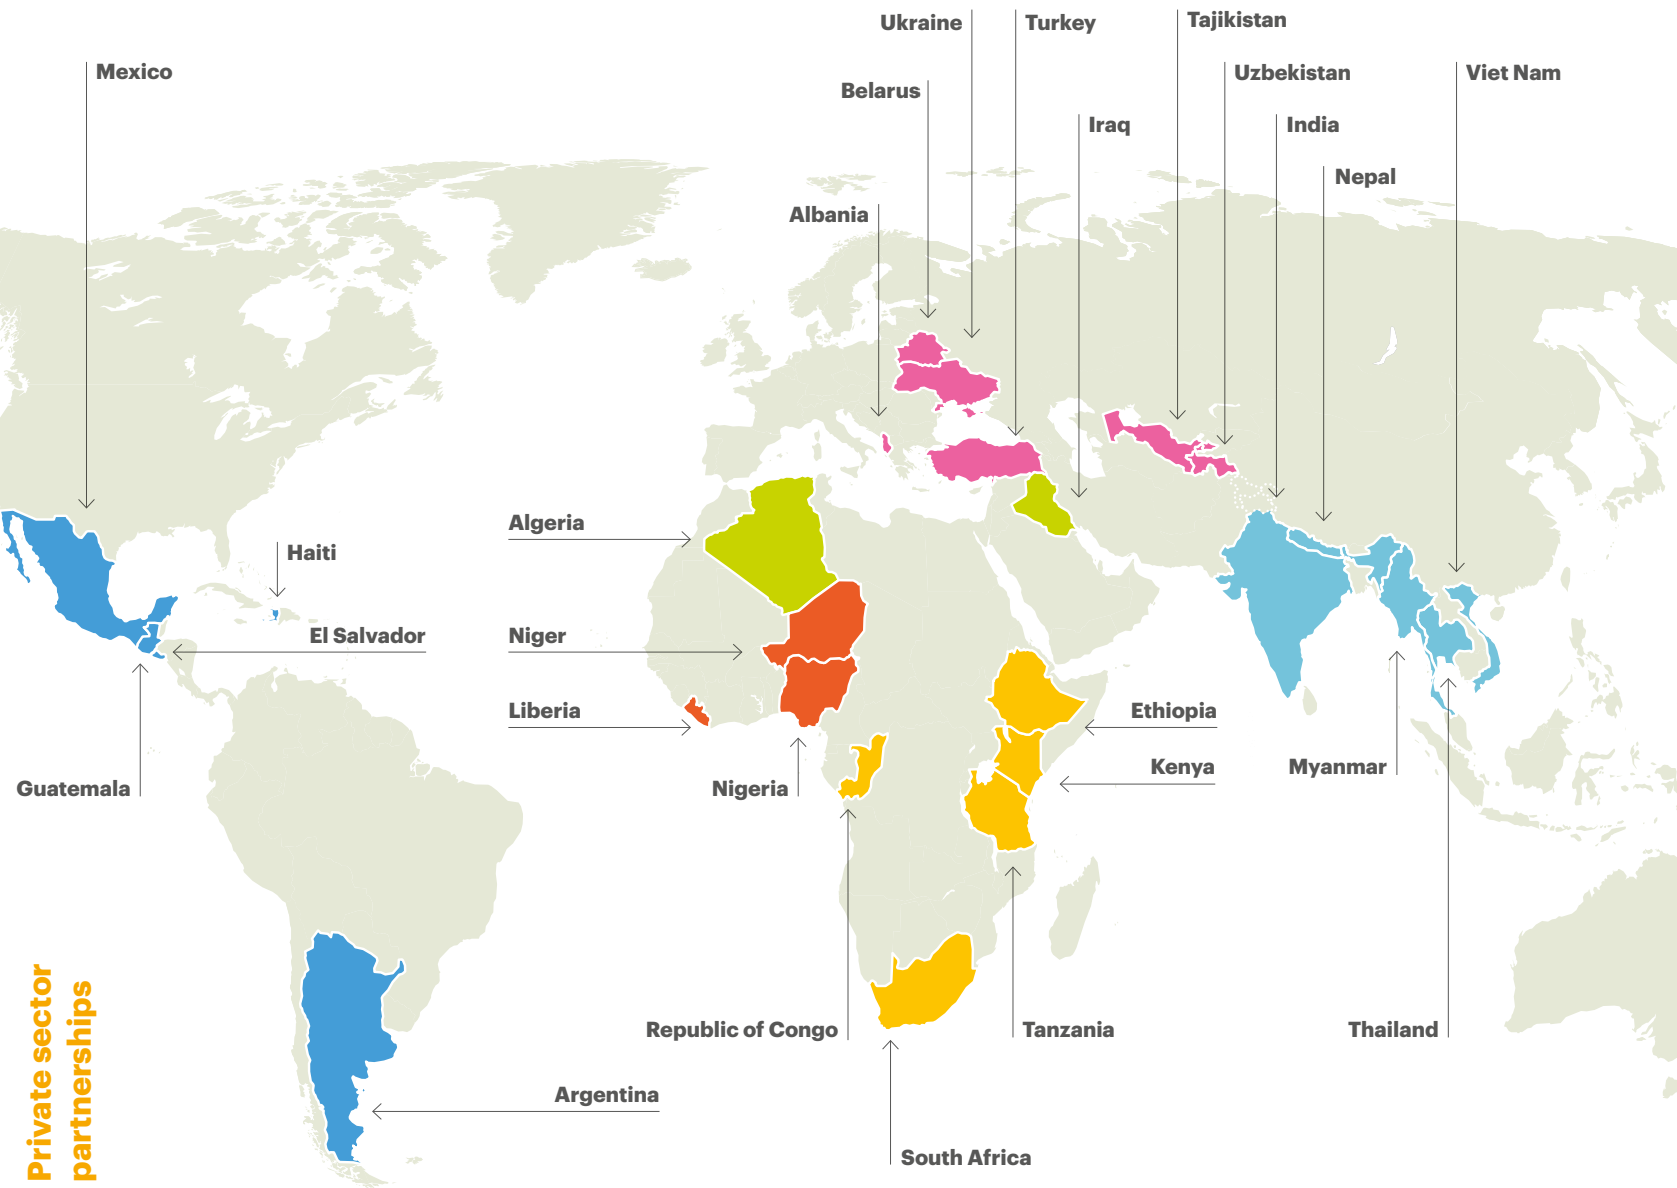 Ukraine
Turkey
Tajikistan
Mexico
Uzbekistan
Viet Nam
Belarus
Iraq
India
Nepal
Albania
Algeria
Haiti
El Salvador
Niger
Liberia
Ethiopia
Guatemala
Nigeria
Kenya
Myanmar
Republic of Congo
Tanzania
Thailand
Argentina
South Africa
Private sector
partnerships